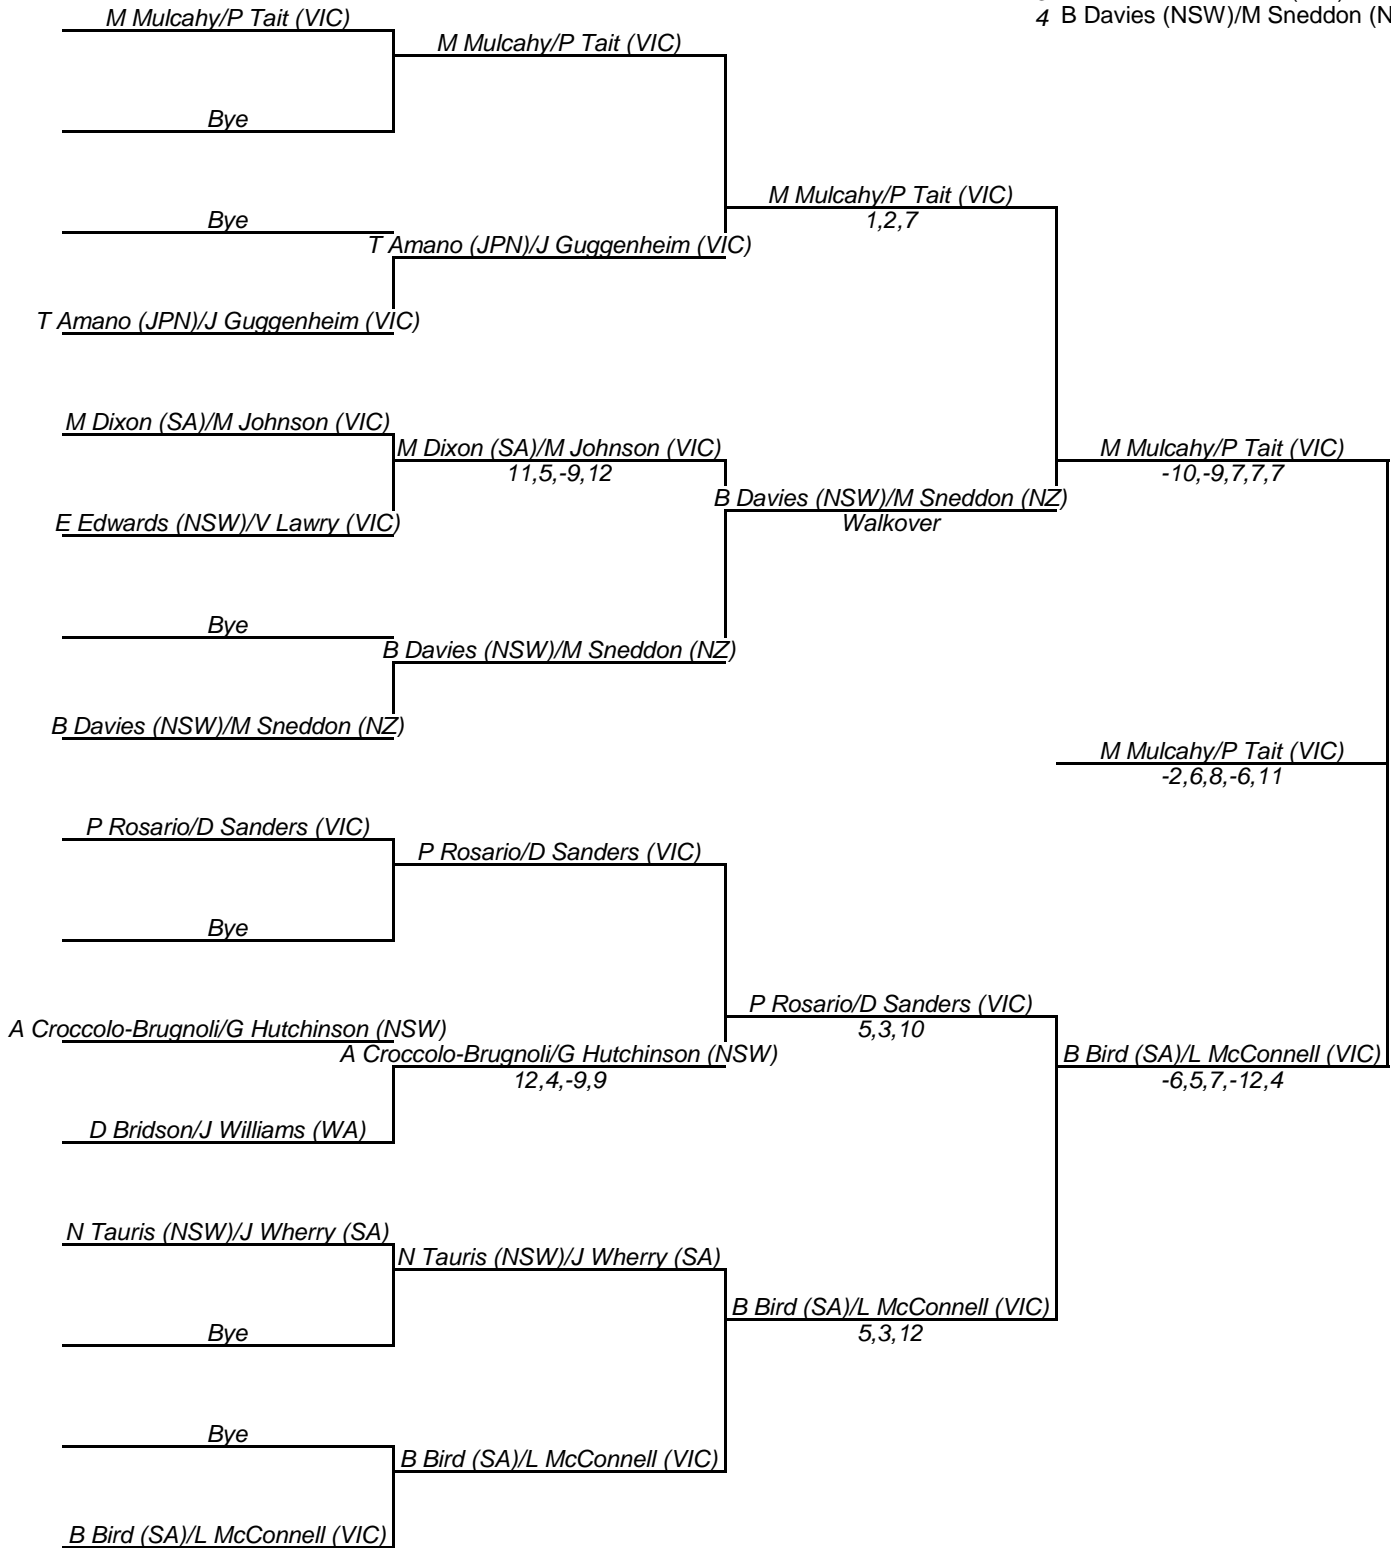 4 B Davies (NSW)/M Sneddon (N
M Mulcahy/P Tait (VIC)
M Mulcahy/P Tait (VIC)
Bye
M Mulcahy/P Tait (VIC)
1,2,7
Bye
T Amano (JPN)/J Guggenheim (VIC)
T Amano (JPN)/J Guggenheim (VIC)
M Dixon (SA)/M Johnson (VIC)
M Dixon (SA)/M Johnson (VIC)
11,5,-9,12
M Mulcahy/P Tait (VIC)
-10,-9,7,7,7
B Davies (NSW)/M Sneddon (NZ)
Walkover
E Edwards (NSW)/V Lawry (VIC)
Bye
B Davies (NSW)/M Sneddon (NZ)
B Davies (NSW)/M Sneddon (NZ)
M Mulcahy/P Tait (VIC)
-2,6,8,-6,11
P Rosario/D Sanders (VIC)
P Rosario/D Sanders (VIC)
Bye
P Rosario/D Sanders (VIC)
5,3,10
A Croccolo-Brugnoli/G Hutchinson (NSW)
A Croccolo-Brugnoli/G Hutchinson (NSW)
12,4,-9,9
B Bird (SA)/L McConnell (VIC)
-6,5,7,-12,4
D Bridson/J Williams (WA)
N Tauris (NSW)/J Wherry (SA)
N Tauris (NSW)/J Wherry (SA)
B Bird (SA)/L McConnell (VIC)
5,3,12
Bye
Bye
B Bird (SA)/L McConnell (VIC)
B Bird (SA)/L McConnell (VIC)